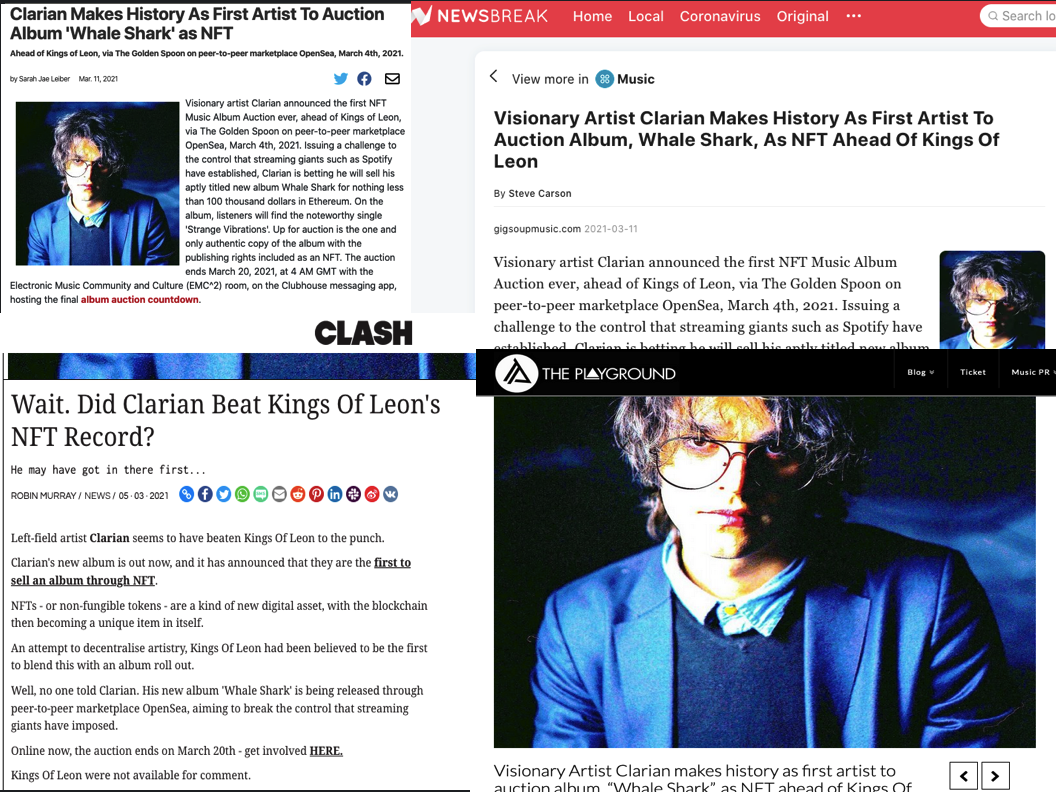 Clarian Makes History As First Artist To Auction
Album 'Whale Shark' as NFT
Ahead of Kings of Leon, via The Golden Spoon on peer-to-peer marketplace OpenSea, March 4th, 2021.
by Sarah Jae Leiber Mar. 11, 2021
Visionary artist Clarian announced the first NFT
Music Album Auction ever, ahead of Kings of Leon,
via The Golden Spoon on peer-to-peer marketplace
OpenSea, March 4th, 2021. Issuing a challenge to
the control that streaming giants such as Spotify
have established, Clarian is betting he will sell his
aptly titled new album Whale Shark for nothing less
than 100 thousand dollars in Ethereum. On the
album, listeners will find the noteworthy single
'Strange Vibrations'. Up for auction is the one and
only authentic copy of the album with the
publishing rights included as an NFT. The auction
ends March 20, 2021, at 4 AM GMT with the
Electronic Music Community and Culture (EMC^2) room, on the Clubhouse messaging app,
hosting the final album auction countdown.
NEWSBREAK Home Local Coronavirus Original ••• Search lo
View more in Music
Visionary Artist Clarian Makes History As First Artist To
Auction Album, Whale Shark, As NFT Ahead Of Kings Of
Leon
By Steve Carson
gigsoupmusic.com 2021-03-11
Visionary artist Clarian announced the first NFT Music Album
Auction ever, ahead of Kings of Leon, via The Golden Spoon on
peer-to-peer marketplace OpenSea, March 4th, 2021. Issuing a
challenge to the control that streaming giants such as Spotify have
established, Clarian is betting he will sell his aptly titled new album
CLASH
Wait. Did Clarian Beat Kings Of Leon's
NFT Record?
He may have got in there first...
ROBIN MURRAY / NEWS / 05 · 03 · 2021
Left-field artist Clarian seems to have beaten Kings Of Leon to the punch.
Clarian's new album is out now, and it has announced that they are the first to
sell an album through NFT.
NFTs - or non-fungible tokens - are a kind of new digital asset, with the blockchain
then becoming a unique item in itself.
An attempt to decentralise artistry, Kings Of Leon had been believed to be the first
to blend this with an album roll out.
Well, no one told Clarian. His new album 'Whale Shark' is being released through
peer-to-peer marketplace OpenSea, aiming to break the control that streaming
giants have imposed.
Online now, the auction ends on March 20th - get involved HERE.
Kings Of Leon were not available for comment.
THE PLAYGROUND Blog Ticket Music PR
Visionary Artist Clarian makes history as first artist to
auction album, “Whale Shark”, as NFT ahead of Kings Of